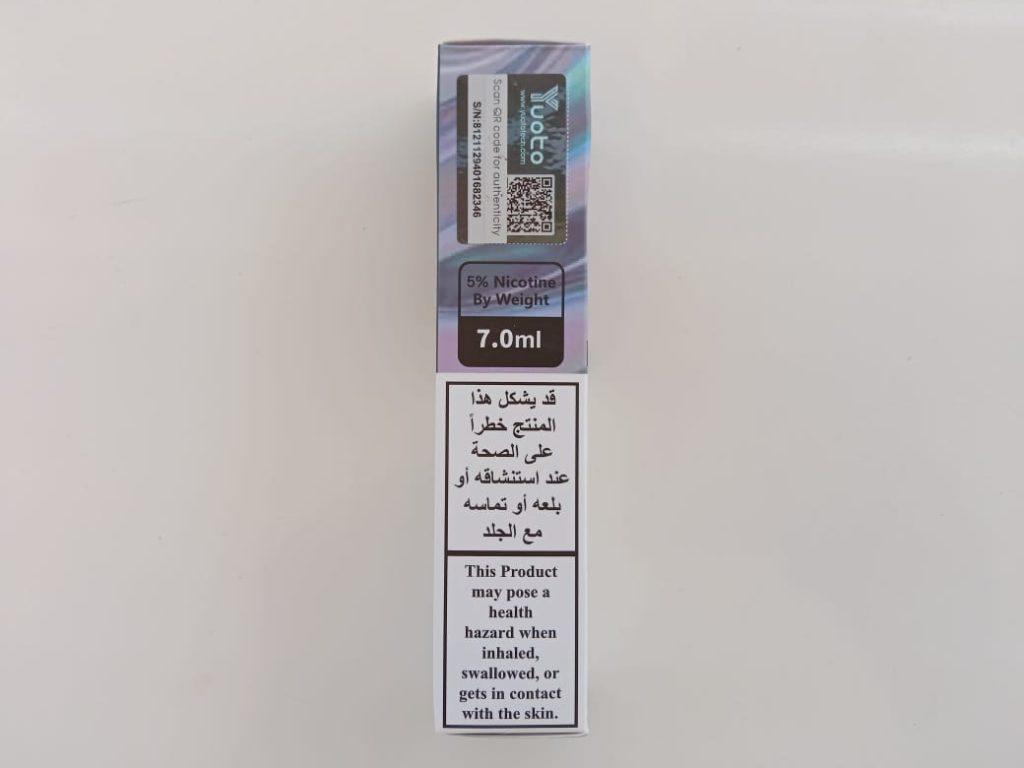 Yuoto
www.yuototech.com
Scan QR code for authenticity
S/N:8121129401682346
5% Nicotine
By Weight
7.0ml
قد يشكل هذا
المنتج خطراً
على الصحة
عند استنشاقه أو
بلعه أو تماسه
مع الجلد
This Product
may pose a
health
hazard when
inhaled,
swallowed, or
gets in contact
with the skin.